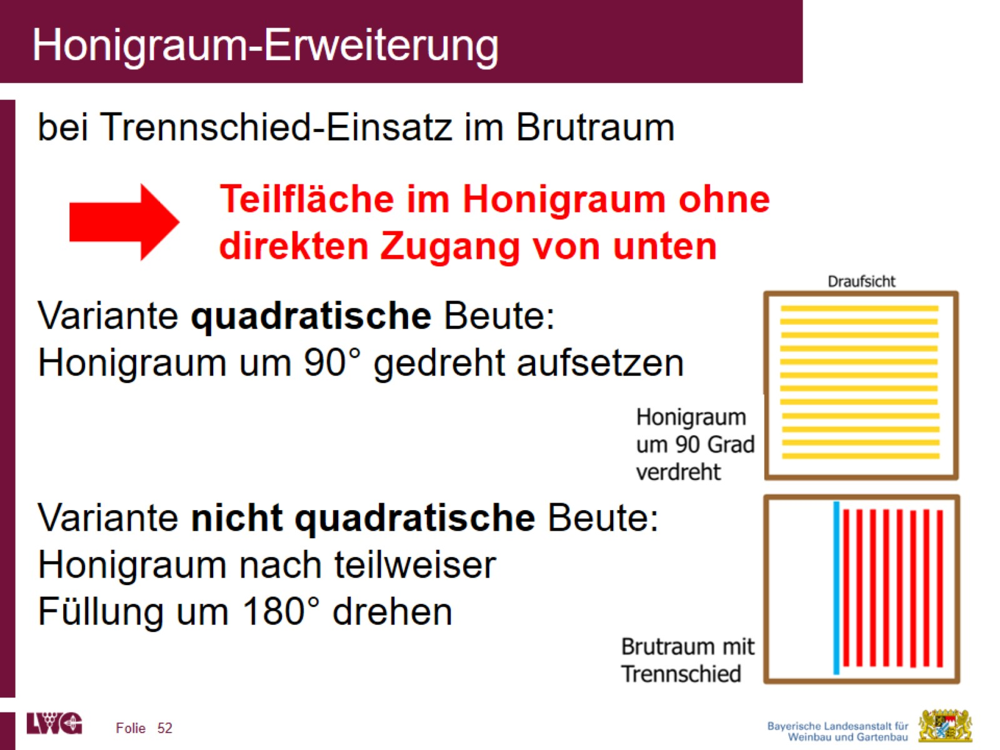 Honigraum-Erweiterung
bei Trennschied-Einsatz im Brutraum
Teilfläche im Honigraum ohne
direkten Zugang von unten
Draufsicht
Variante quadratische Beute:
Honigraum um 90° gedreht aufsetzen
Honigraum
um 90 Grad
verdreht
Variante nicht quadratische Beute:
Honigraum nach teilweiser
Füllung um 180° drehen
Brutraum mit
Trennschied
LWG
Folie 52
Bayerische Landesanstalt für
Weinbau und Gartenbau